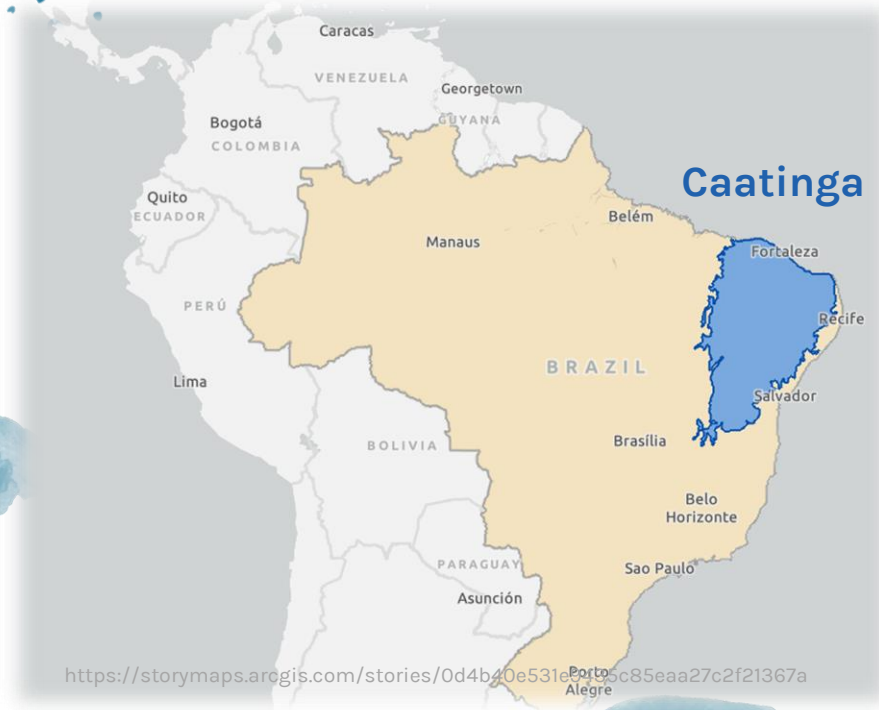 Caracas
VENEZUELA
Georgetown
GUYANA
Bogotá
COLOMBIA
Caatinga
Quito
ECUADOR
Belém
Manaus
Fortaleza
PERÚ
Recife
BRAZIL
Lima
Salvador
BOLIVIA
Brasília
Belo
Horizonte
PARAGUAY
Sao Paulo
Asunción
Porto
Alegre